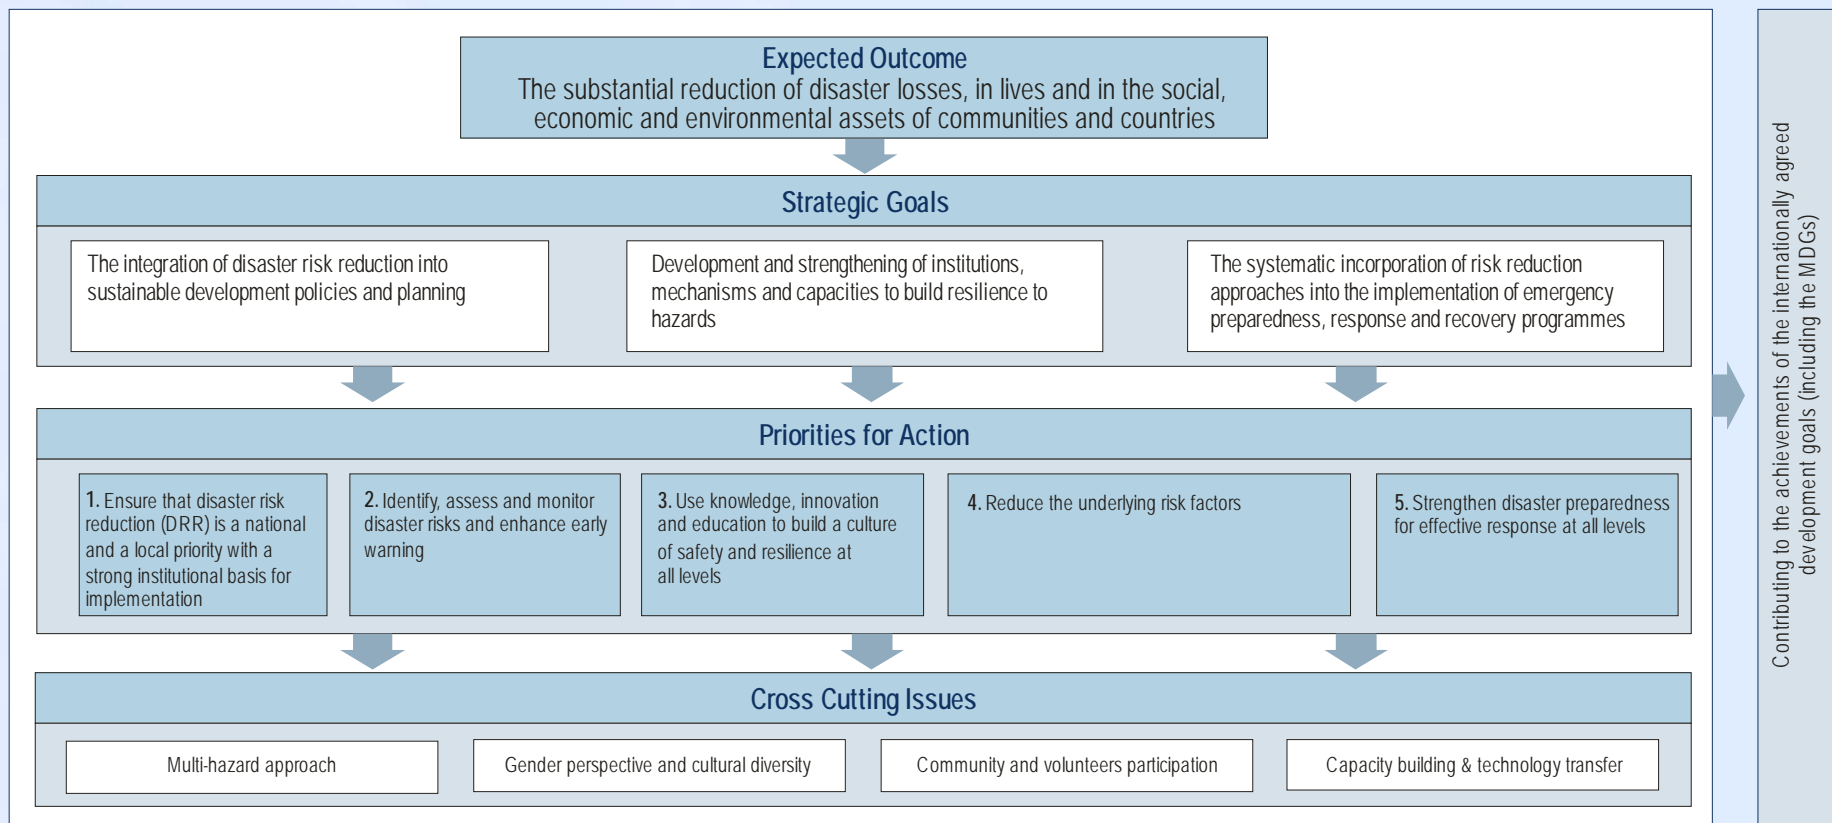 Expected Outcome
The substantial reduction of disaster losses, in lives and in the social,
economic and environmental assets of communities and countries
Strategic Goals
The integration of disaster risk reduction into
sustainable development policies and planning
Development and strengthening of institutions,
mechanisms and capacities to build resilience to
hazards
The systematic incorporation of risk reduction
approaches into the implementation of emergency
preparedness, response and recovery programmes
Priorities for Action
1. Ensure that disaster risk
reduction (DRR) is a national
and a local priority with a
strong institutional basis for
implementation
2. Identify, assess and monitor
disaster risks and enhance early
warning
3. Use knowledge, innovation
and education to build a culture
of safety and resilience at
all levels
4. Reduce the underlying risk factors
5. Strengthen disaster preparedness
for effective response at all levels
Cross Cutting Issues
Multi-hazard approach
Gender perspective and cultural diversity
Community and volunteers participation
Capacity building & technology transfer
Contributing to the achievements of the internationally agreed
development goals (including the MDGs)